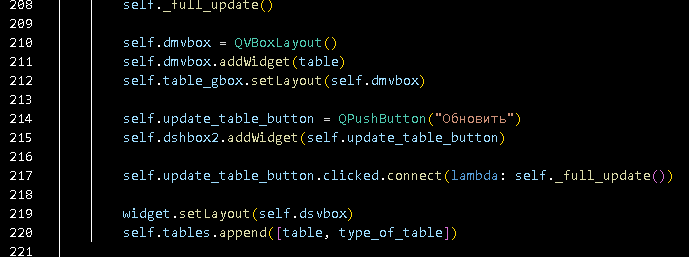 208 self._full_update()
209
210 self.dmvbox = QVBoxLayout()
211 self.dmvbox.addWidget(table)
212 self.table_gbox.setLayout(self.dmvbox)
213
214 self.update_table_button = QPushButton("Обновить")
215 self.dshbox2.addWidget(self.update_table_button)
216
217 self.update_table_button.clicked.connect(lambda: self._full_update())
218
219 widget.setLayout(self.dsvbox)
220 self.tables.append([table, type_of_table])
221